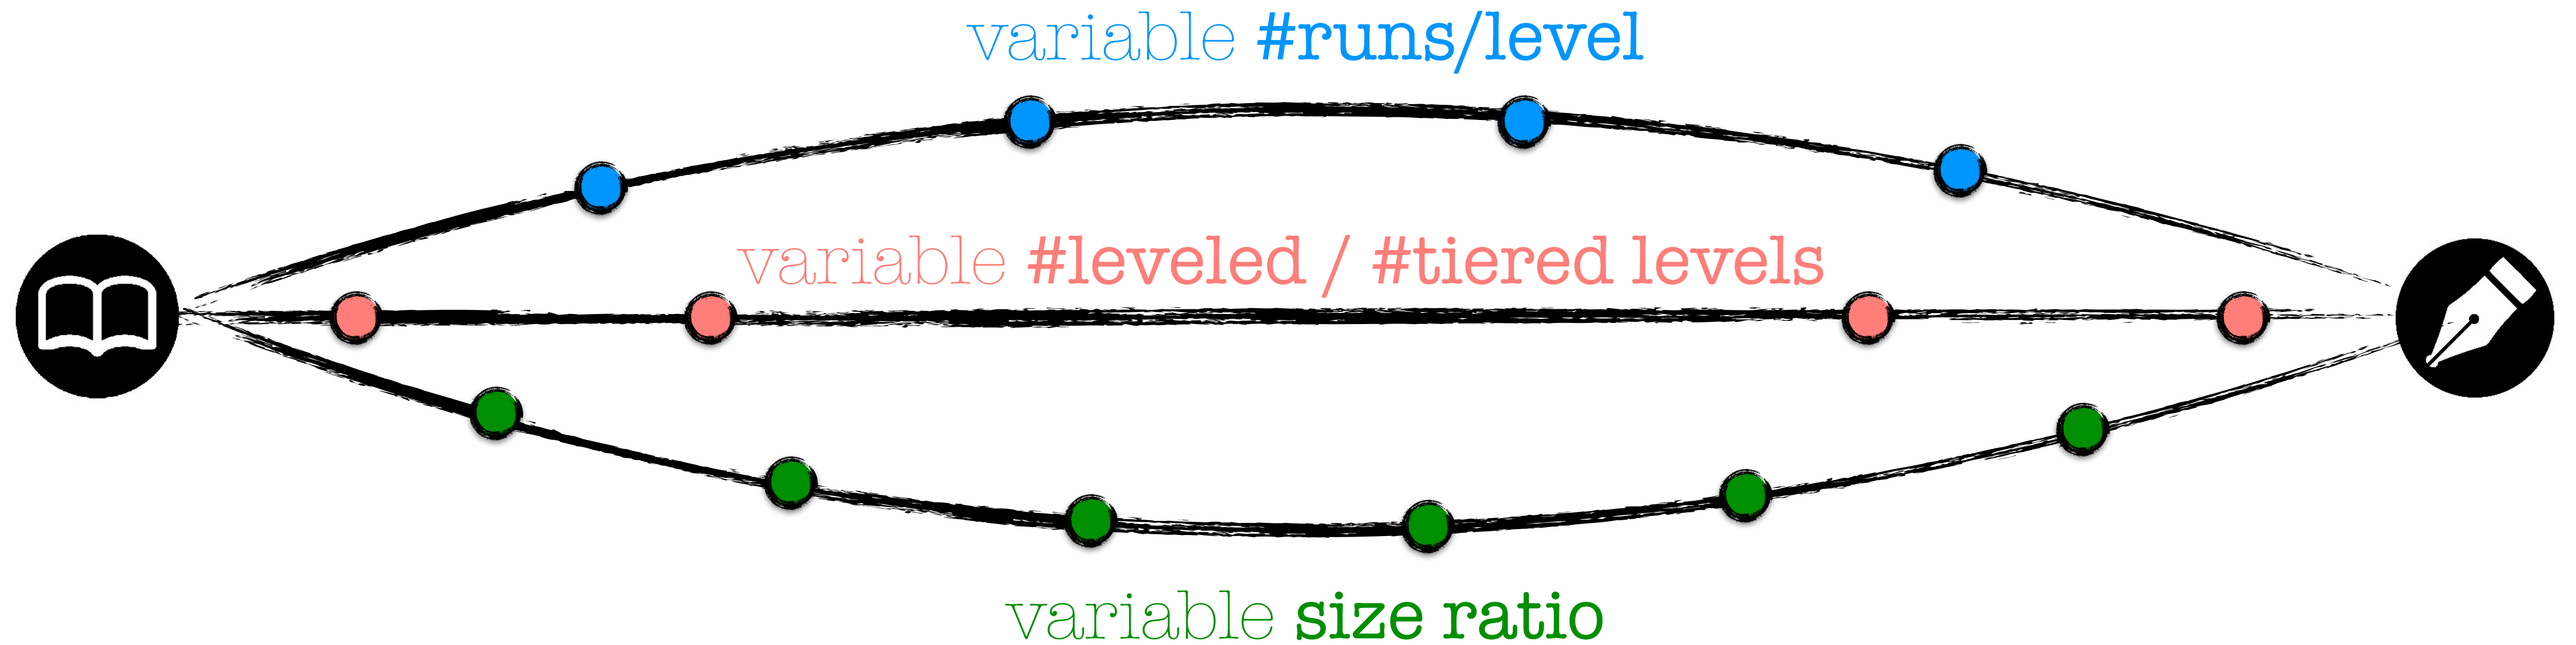 variable #runs/level
variable #leveled / #tiered levels
variable size ratio